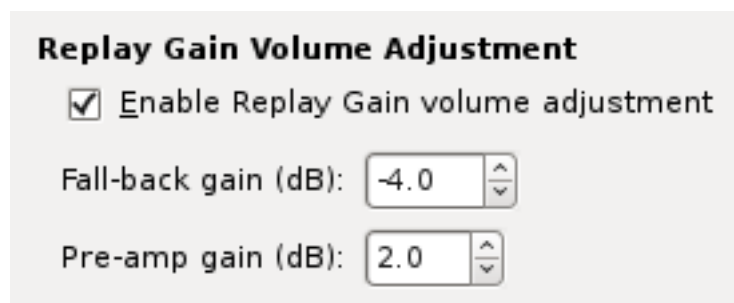 Replay Gain Volume Adjustment
Enable Replay Gain volume adjustment
Fall-back gain (dB): -4.0
Pre-amp gain (dB): 2.0